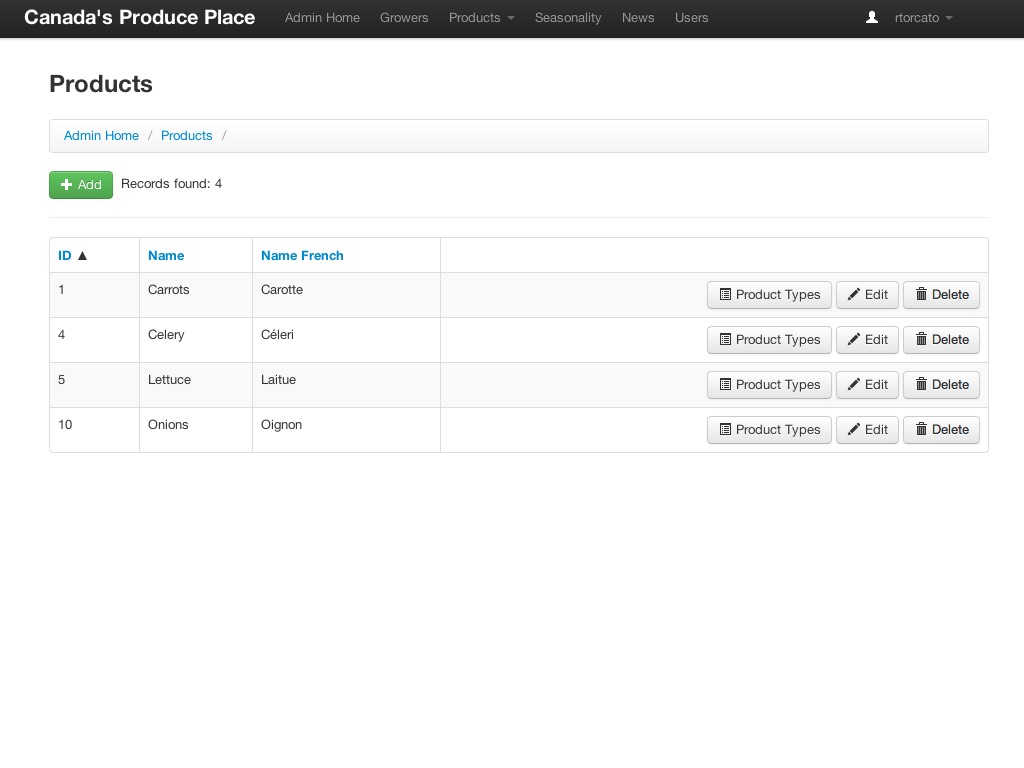 Canada's Produce Place Admin Home Growers Products Seasonality News Users rtorcato
Products
Admin Home / Products /
Add Records found: 4
ID ▲ Name Name French
1 Carrots Carotte Product Types Edit Delete
4 Celery Céleri Product Types Edit Delete
5 Lettuce Laitue Product Types Edit Delete
10 Onions Oignon Product Types Edit Delete